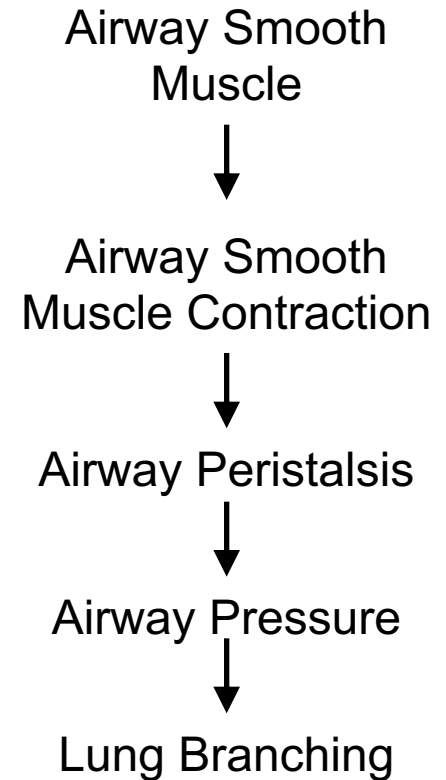 Airway Smooth
Muscle
Airway Smooth
Muscle Contraction
Airway Peristalsis
Airway Pressure
Lung Branching